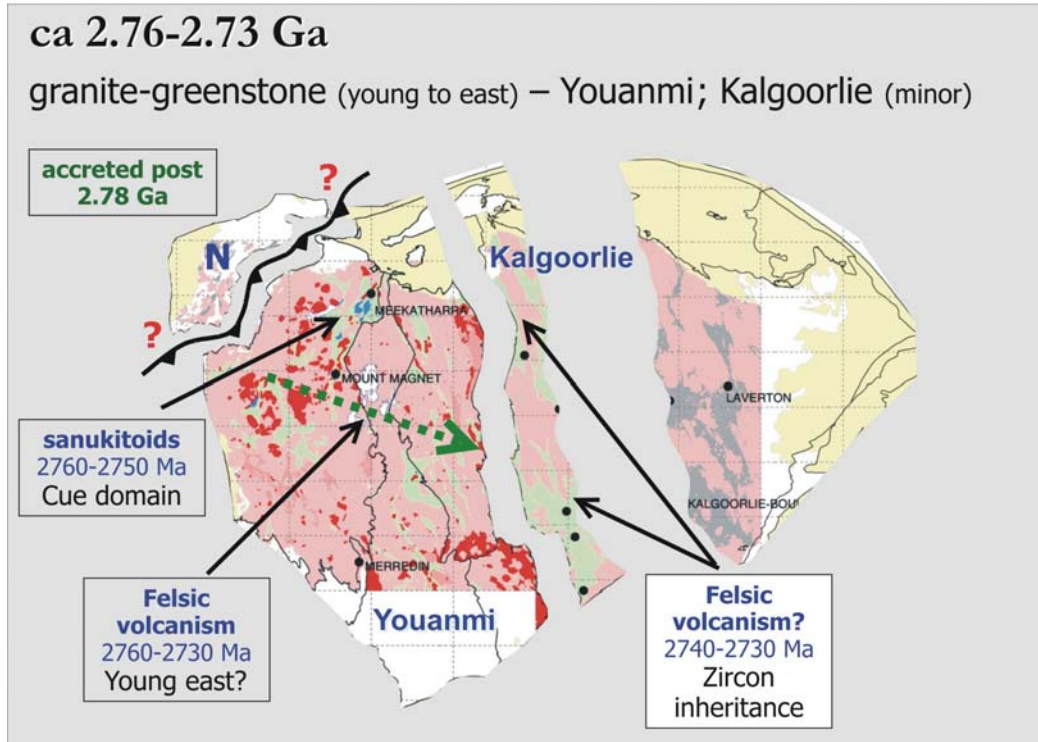 ca 2.76-2.73 Ga
granite-greenstone (young to east) – Youanmi; Kalgoorlie (minor)
accreted post
2.78 Ga
?
N
Kalgoorlie
?
MEEKATHARRA
MOUNT MAGNET
LAVERTON
sanukitoids
2760-2750 Ma
Cue domain
KALGOORLIE-BOU
MERREDIN
Felsic
volcanism
2760-2730 Ma
Young east?
Youanmi
Felsic
volcanism?
2740-2730 Ma
Zircon
inheritance